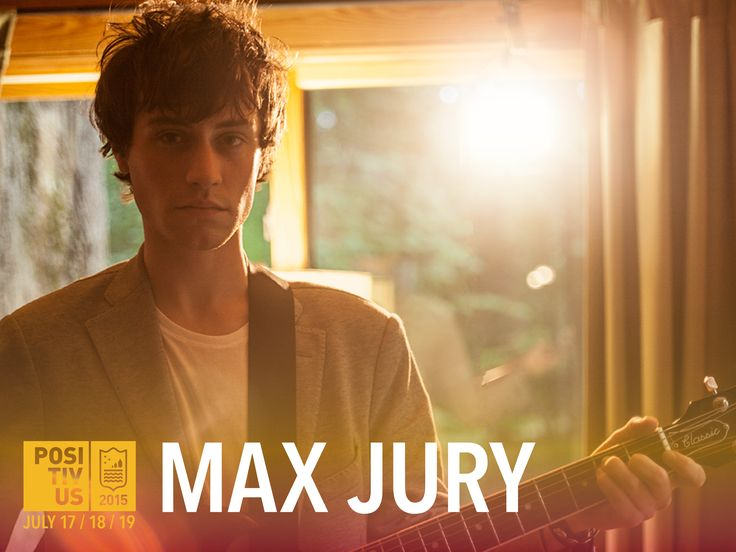 POSI
TIV
US
2015
JULY 17 / 18 / 19
MAX JURY
Classic